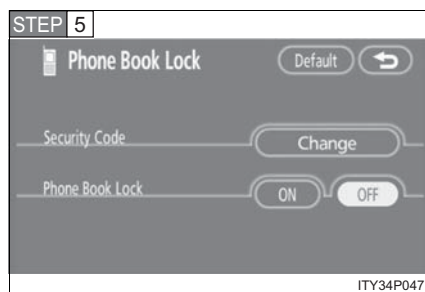 STEP 5
Phone Book Lock Default
Security Code Change
Phone Book Lock ON OFF
ITY34P047